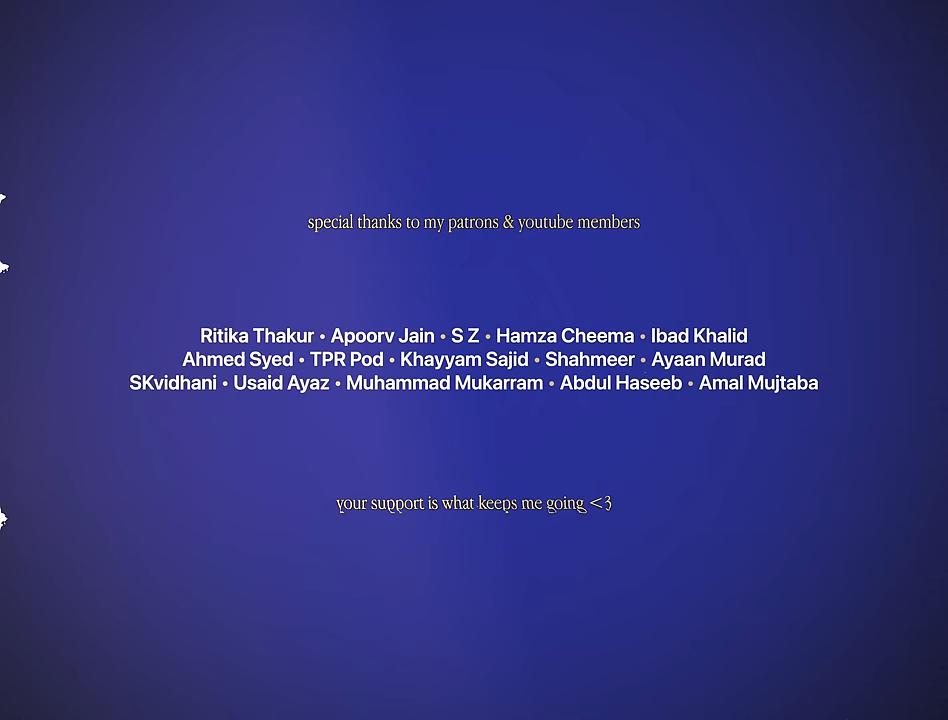 special thanks to my patrons & youtube members
Ritika Thakur • Apoorv Jain • S Z • Hamza Cheema • Ibad Khalid
Ahmed Syed • TPR Pod • Khayyam Sajid • Shahmeer • Ayaan Murad
SKvidhani • Usaid Ayaz • Muhammad Mukarram • Abdul Haseeb • Amal Mujtaba
your support is what keeps me going <3